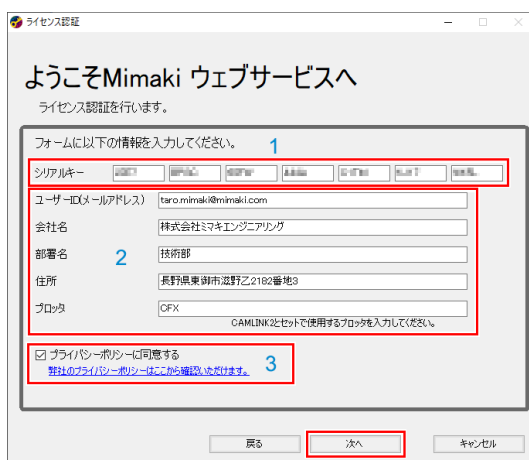 ライセンス認証
ようこそMimaki ウェブサービスへ
ライセンス認証を行います。
フォームに以下の情報を入力してください。 1
シリアルキー
ユーザーID(メールアドレス) taro.mimaki@mimaki.com
会社名 株式会社ミマキエンジニアリング
部署名 2 技術部
住所 長野県東御市滋野乙2182番地3
プロッタ CFX
CAMLINK2とセットで使用するプロッタを入力してください。
プライバシーポリシーに同意する 3
弊社のプライバシーポリシーはここから確認いただけます。
戻る 次へ キャンセル